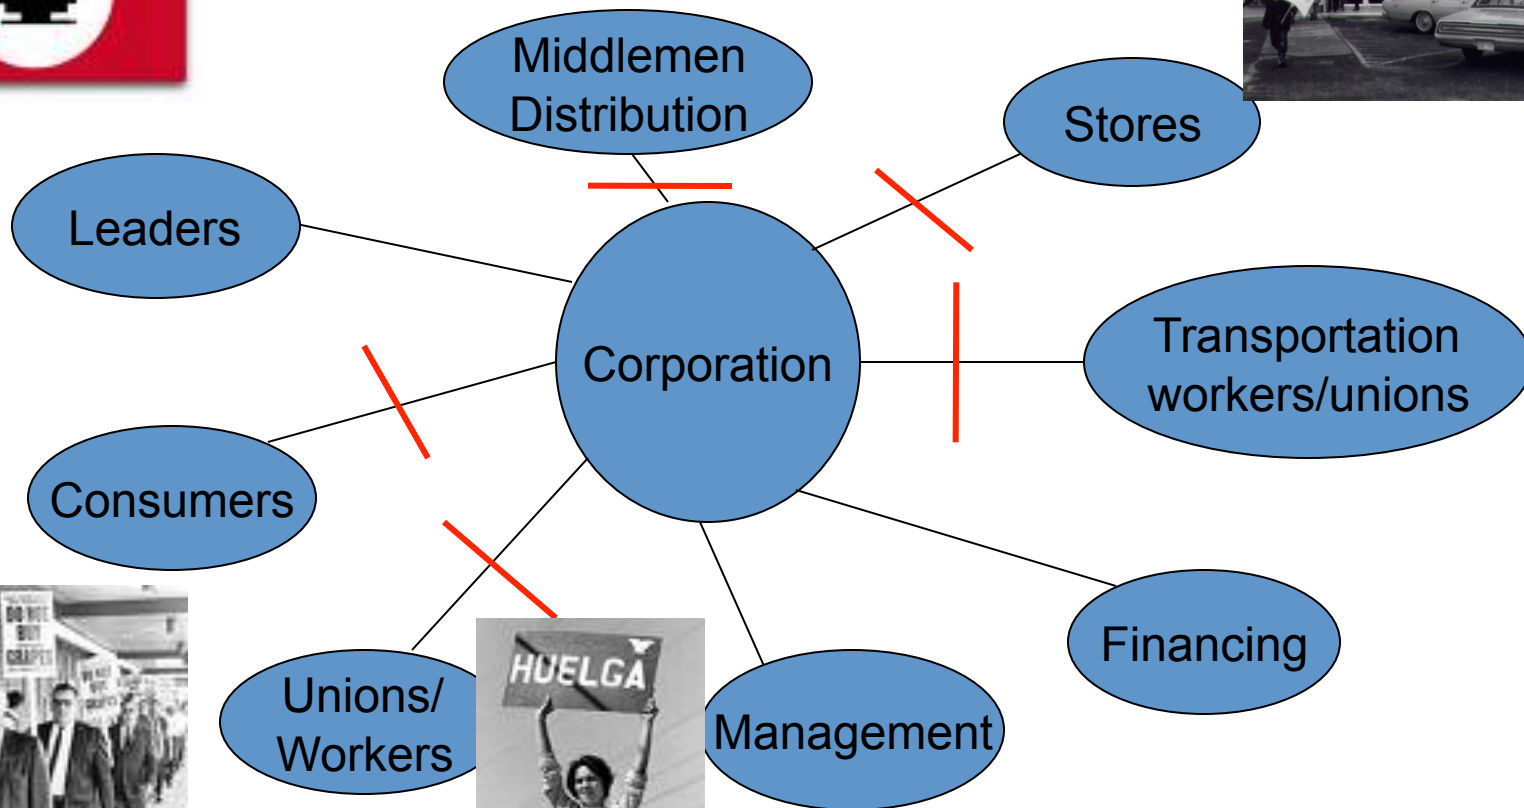 Middlemen
Distribution
Stores
Leaders
Transportation
workers/unions
Corporation
Consumers
DO NOT
BUY
GRAPES
Financing
HUELGA
Unions/
Workers
Management